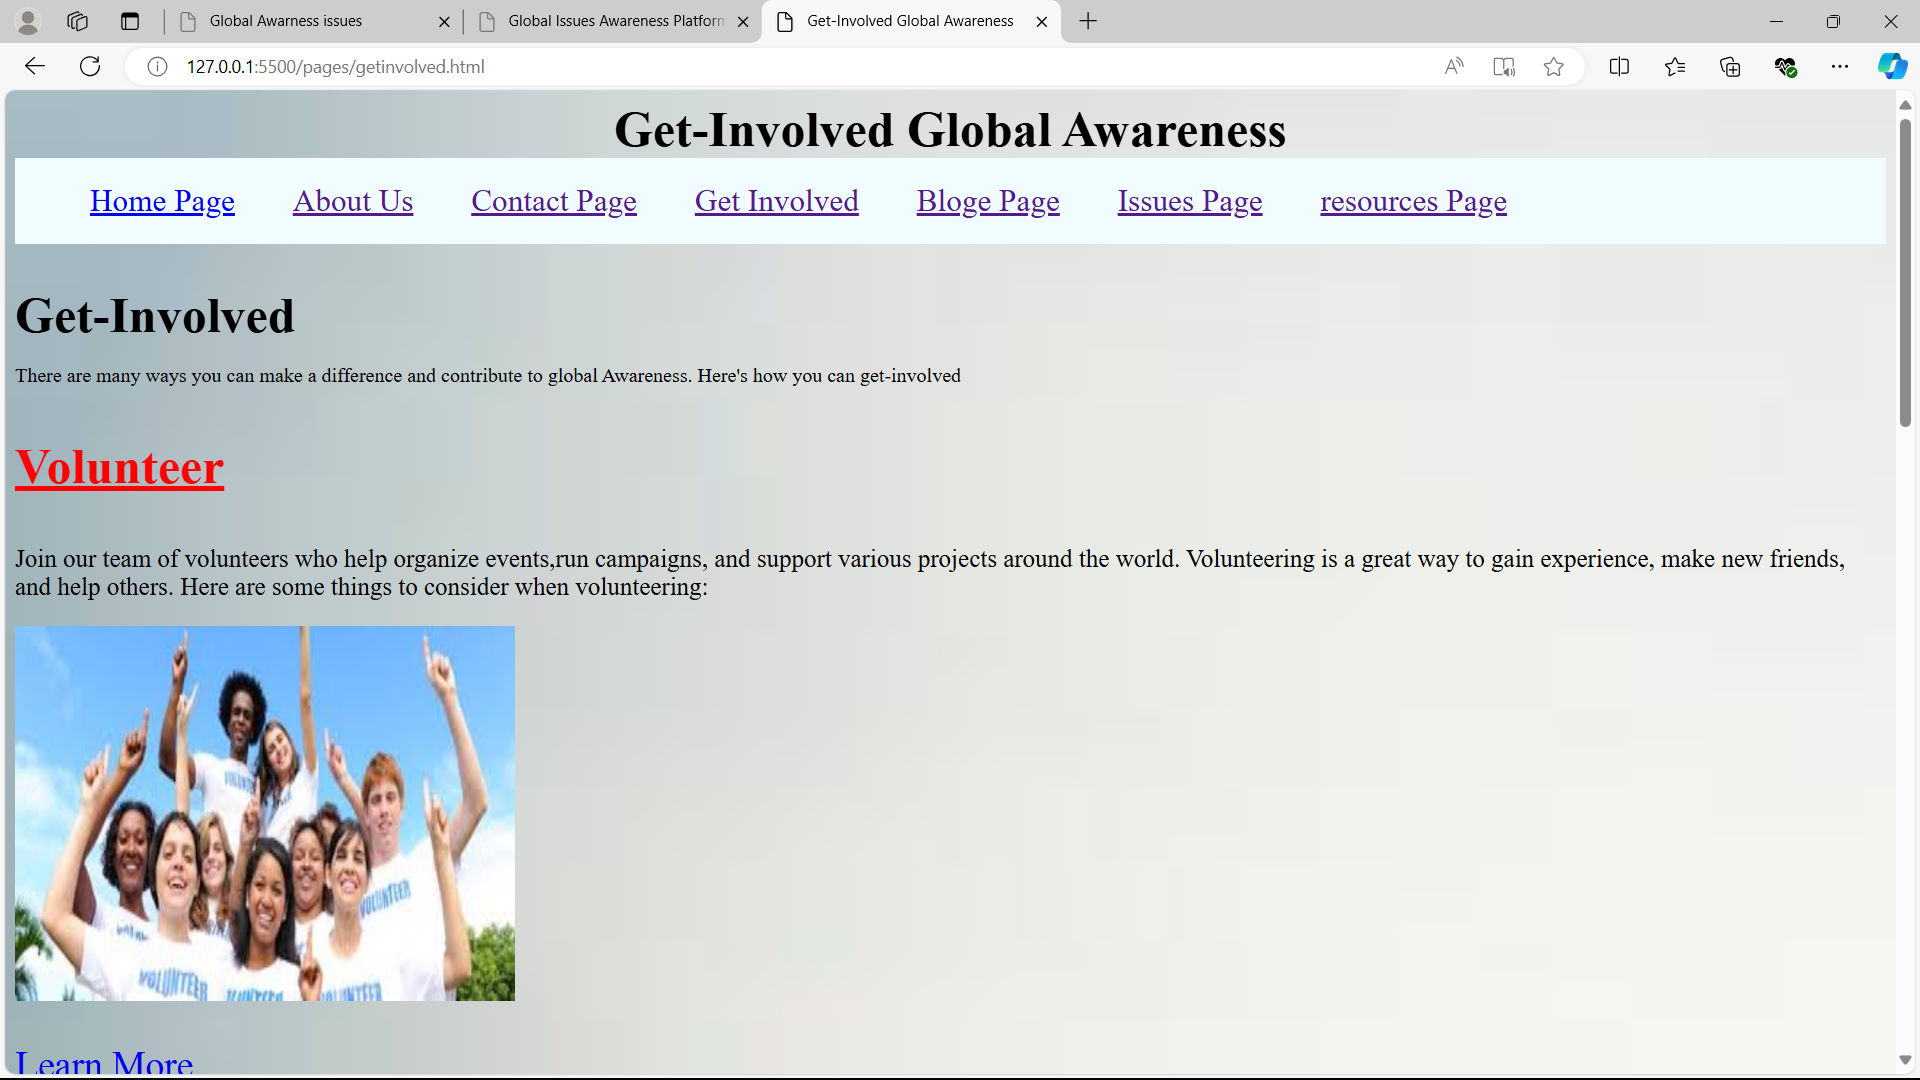 Global Awarness issues
Global Issues Awareness Platform
Get-Involved Global Awareness
127.0.0.1:5500/pages/getinvolved.html
Get-Involved Global Awareness
Home Page About Us Contact Page Get Involved Bloge Page Issues Page resources Page
Get-Involved
There are many ways you can make a difference and contribute to global Awareness. Here's how you can get-involved
Volunteer
Join our team of volunteers who help organize events,run campaigns, and support various projects around the world. Volunteering is a great way to gain experience, make new friends,
and help others. Here are some things to consider when volunteering:
VOLUNTEER
VOLUNTEER
VOLUNTEER
VOLUNTEER
Learn More